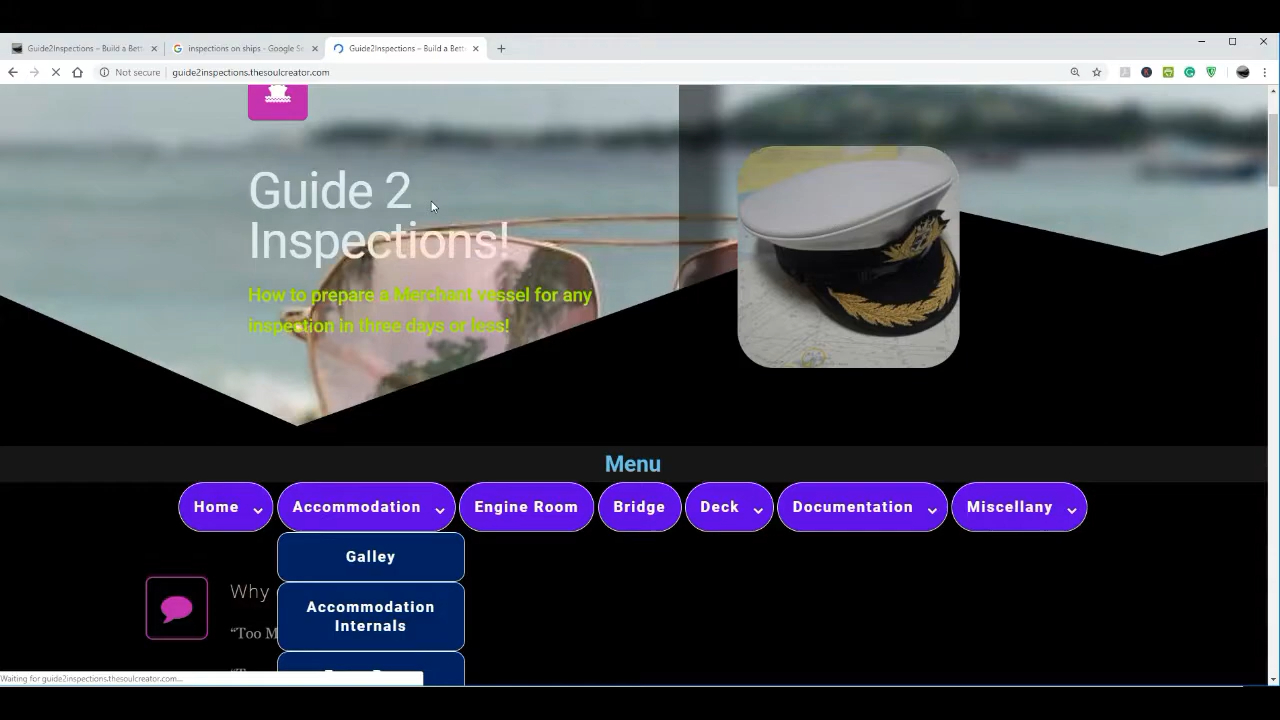 Guide2Inspections – Build a Bett
inspections on ships - Google Se
Guide2Inspections – Build a Bett
Not secure
guide2inspections.thesoulcreator.com
Guide 2
Inspections!
How to prepare a Merchant vessel for any
inspection in three days or less!
Menu
Home
Accommodation
Engine Room
Bridge
Deck
Documentation
Miscellany
Galley
Accommodation
Internals
Why
“Too M
Waiting for guide2inspections.thesoulcreator.com...